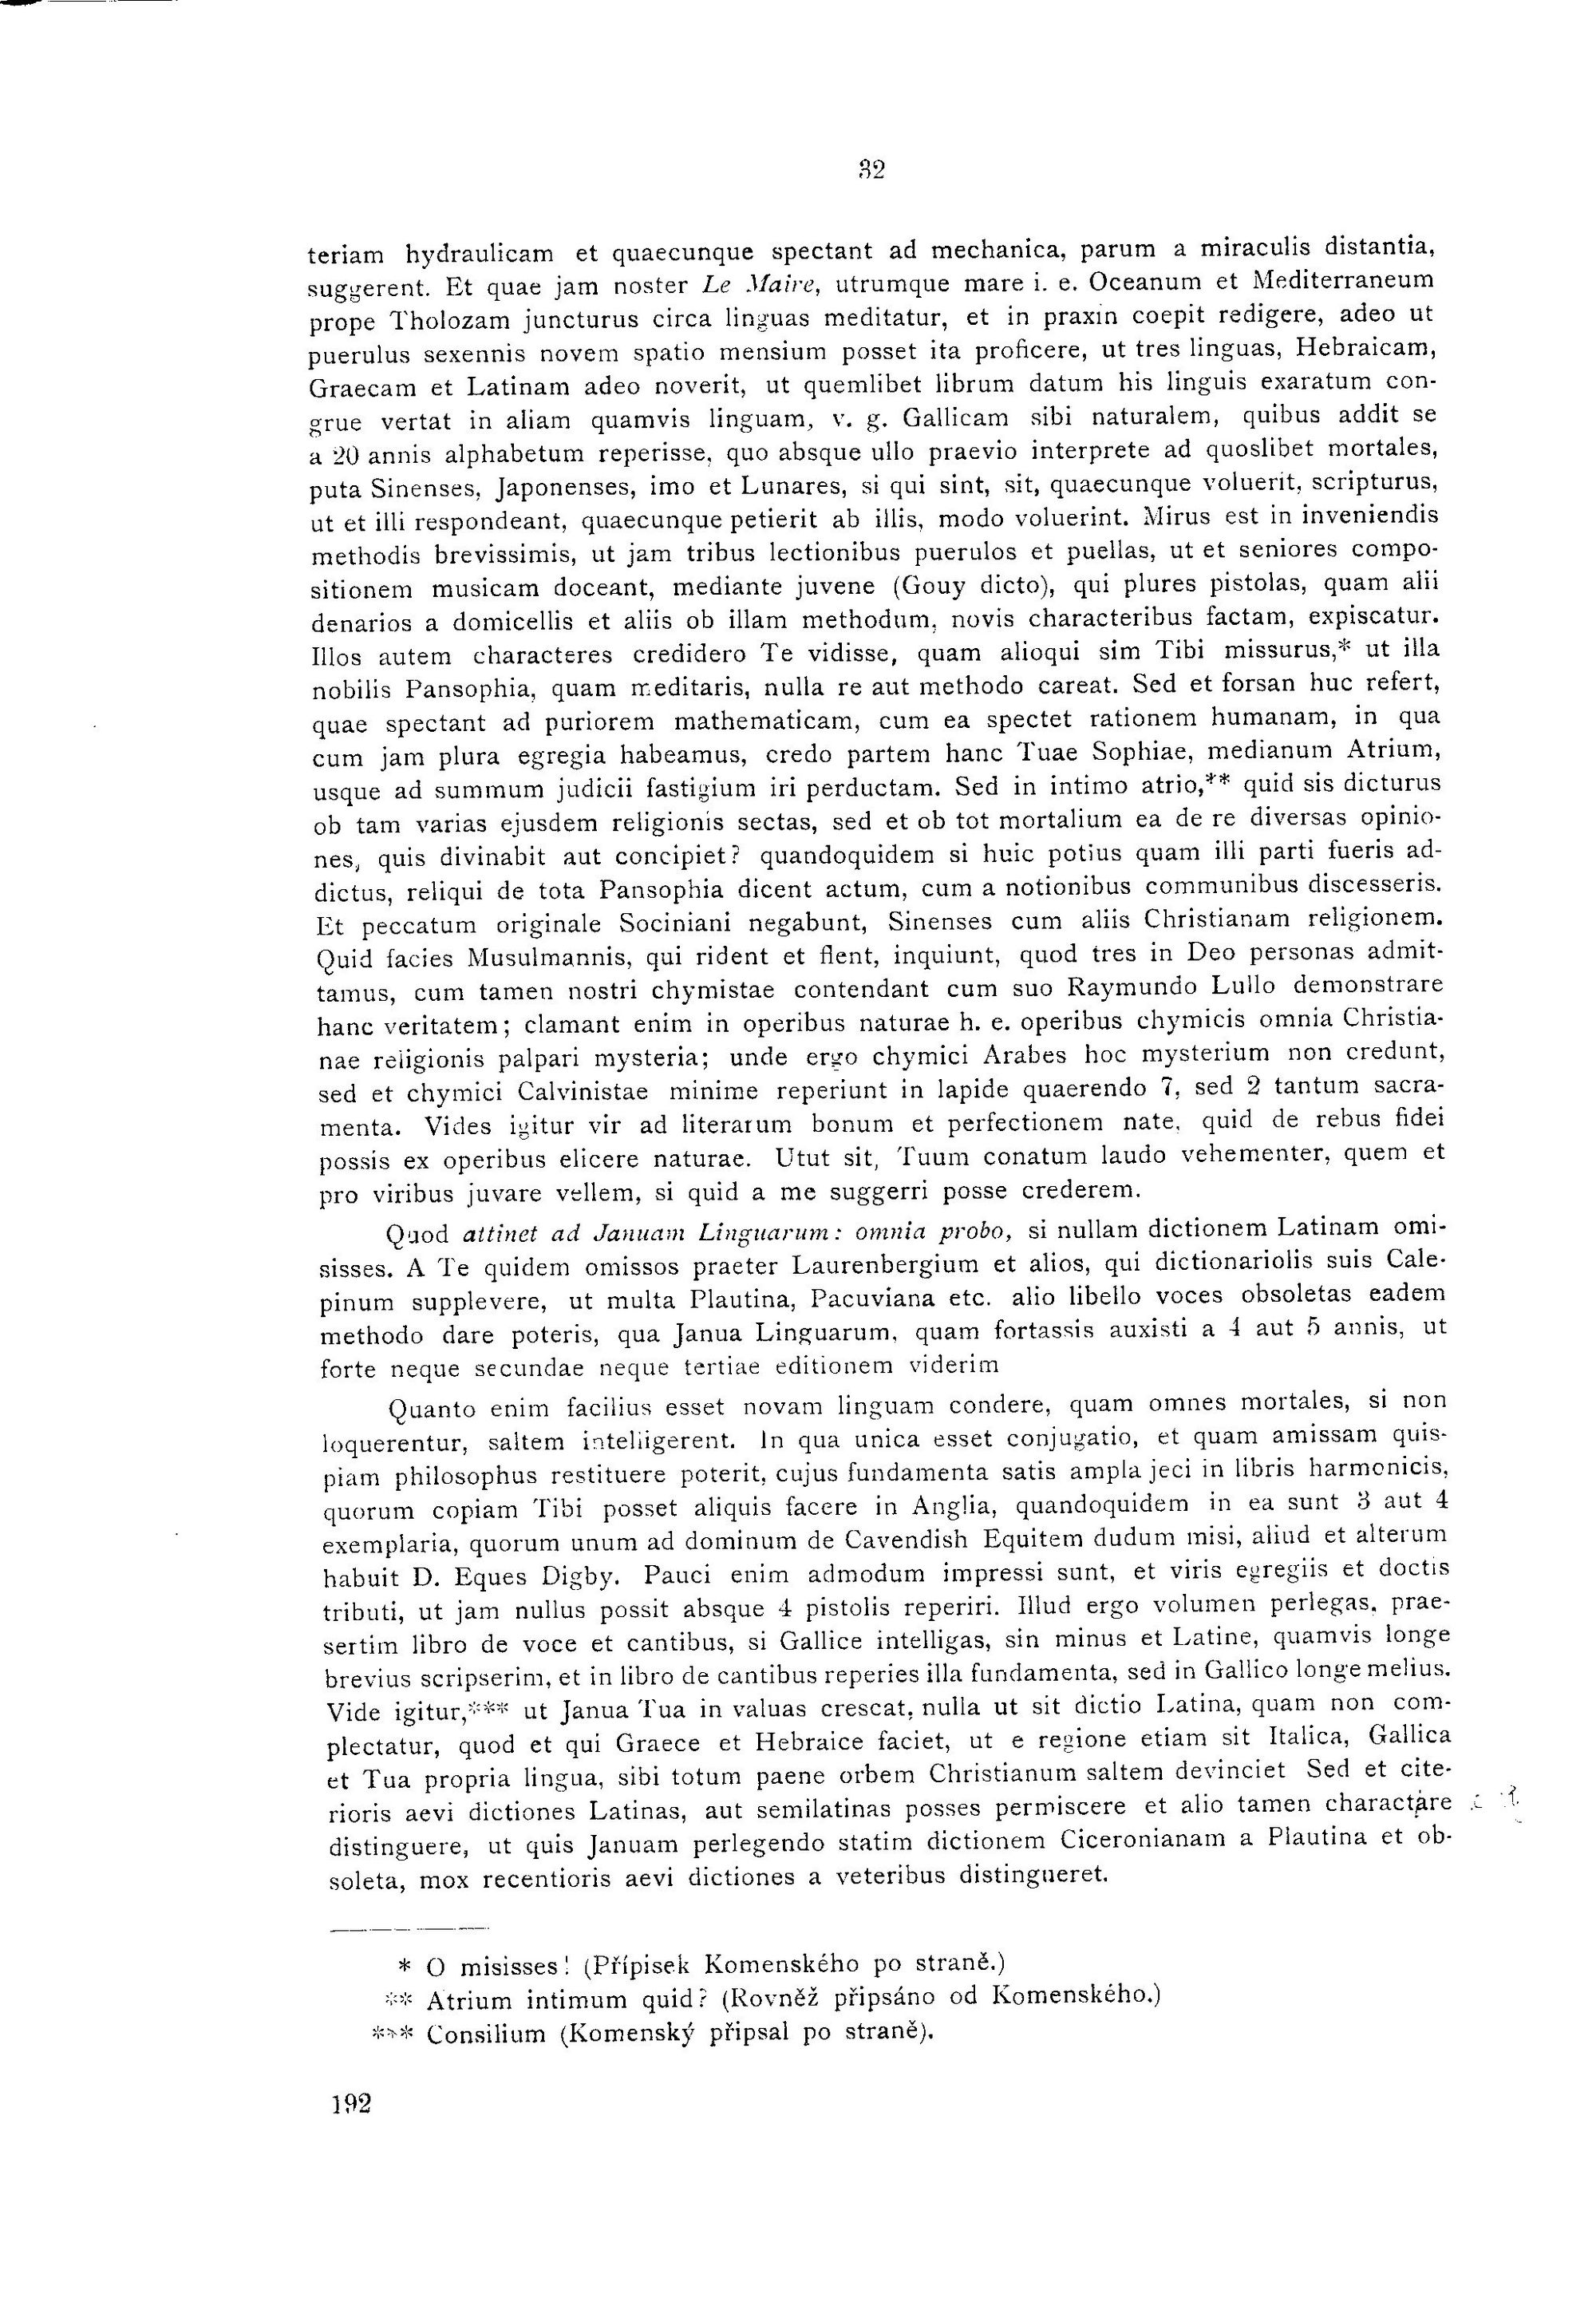 32
teriam hydraulicam et quaecunque spectant ad mechanica, parum a miraculis distantia,
suggerent. Et quae jam noster Le Maire, utrumque mare i. e. Oceanum et Mediterraneum
prope Tholozam juncturus circa linguas meditatur, et in praxin coepit redigere, adeo ut
puerulus sexennis novem spatio mensium posset ita proficere, ut tres linguas, Hebraicam,
Graecam et Latinam adeo noverit, ut quemlibet librum datum his linguis exaratum con-
grue vertat in aliam quamvis linguam, v. g. Gallicam sibi naturalem, quibus addit se
a 20 annis alphabetum reperisse, quo absque ullo praevio interprete ad quoslibet mortales,
puta Sinenses, Japonenses, imo et Lunares, si qui sint, sit, quaecunque voluerit, scripturus,
ut et illi respondeant, quaecunque petierit ab illis, modo voluerint. Mirus est in inveniendis
methodis brevissimis, ut jam tribus lectionibus puerulos et puellas, ut et seniores compo-
sitionem musicam doceant, mediante juvene (Gouy dicto), qui plures pistolas, quam alii
denarios a domicellis et aliis ob illam methodum, novis characteribus factam, expiscatur.
Illos autem characteres credidero Te vidisse, quam alioqui sim Tibi missurus,* ut illa
nobilis Pansophia, quam meditaris, nulla re aut methodo careat. Sed et forsan huc refert,
quae spectant ad puriorem mathematicam, cum ea spectet rationem humanam, in qua
cum jam plura egregia habeamus, credo partem hanc Tuae Sophiae, medianum Atrium,
usque ad summum judicii fastigium iri perductam. Sed in intimo atrio,** quid sis dicturus
ob tam varias ejusdem religionis sectas, sed et ob tot mortalium ea de re diversas opinio-
nes, quis divinabit aut concipiet? quandoquidem si huic potius quam illi parti fueris ad-
dictus, reliqui de tota Pansophia dicent actum, cum a notionibus communibus discesseris.
Et peccatum originale Sociniani negabunt, Sinenses cum aliis Christianam religionem.
Quid facies Musulmannis, qui rident et flent, inquiunt, quod tres in Deo personas admit-
tamus, cum tamen nostri chymistae contendant cum suo Raymundo Lullo demonstrare
hanc veritatem; clamant enim in operibus naturae h. e. operibus chymicis omnia Christia-
nae religionis palpari mysteria; unde ergo chymici Arabes hoc mysterium non credunt,
sed et chymici Calvinistae minime reperiunt in lapide quaerendo 7, sed 2 tantum sacra-
menta. Vides igitur vir ad literarum bonum et perfectionem nate, quid de rebus fidei
possis ex operibus elicere naturae. Utut sit, Tuum conatum laudo vehementer, quem et
pro viribus juvare vellem, si quid a me suggerri posse crederem.
Quod attinet ad Januam Linguarum: omnia probo, si nullam dictionem Latinam omi-
sisses. A Te quidem omissos praeter Laurenbergium et alios, qui dictionariolis suis Cale-
pinum supplevere, ut multa Plautina, Pacuviana etc. alio libello voces obsoletas eadem
methodo dare poteris, qua Janua Linguarum, quam fortassis auxisti a 4 aut 5 annis, ut
forte neque secundae neque tertiae editionem viderim
Quanto enim facilius esset novam linguam condere, quam omnes mortales, si non
loquerentur, saltem intelligerent. In qua unica esset conjugatio, et quam amissam quis-
piam philosophus restituere poterit, cujus fundamenta satis ampla jeci in libris harmonicis,
quorum copiam Tibi posset aliquis facere in Anglia, quandoquidem in ea sunt 3 aut 4
exemplaria, quorum unum ad dominum de Cavendish Equitem dudum misi, aliud et alterum
habuit D. Eques Digby. Pauci enim admodum impressi sunt, et viris egregiis et doctis
tributi, ut jam nullus possit absque 4 pistolis reperiri. Illud ergo volumen perlegas, prae-
sertim libro de voce et cantibus, si Gallice intelligas, sin minus et Latine, quamvis longe
brevius scripserim, et in libro de cantibus reperies illa fundamenta, sed in Gallico longe melius.
Vide igitur,*** ut Janua Tua in valuas crescat, nulla ut sit dictio Latina, quam non com-
plectatur, quod et qui Graece et Hebraice faciet, ut e regione etiam sit Italica, Gallica
et Tua propria lingua, sibi totum paene orbem Christianum saltem devinciet Sed et cite-
rioris aevi dictiones Latinas, aut semilatinas posses permiscere et alio tamen charactare
distinguere, ut quis Januam perlegendo statim dictionem Ciceronianam a Plautina et ob-
soleta, mox recentioris aevi dictiones a veteribus distingueret.
* O misisses! (Přípisek Komenského po straně.)
** Atrium intimum quid? (Rovněž připsáno od Komenského.)
*** Consilium (Komenský připsal po straně).
192